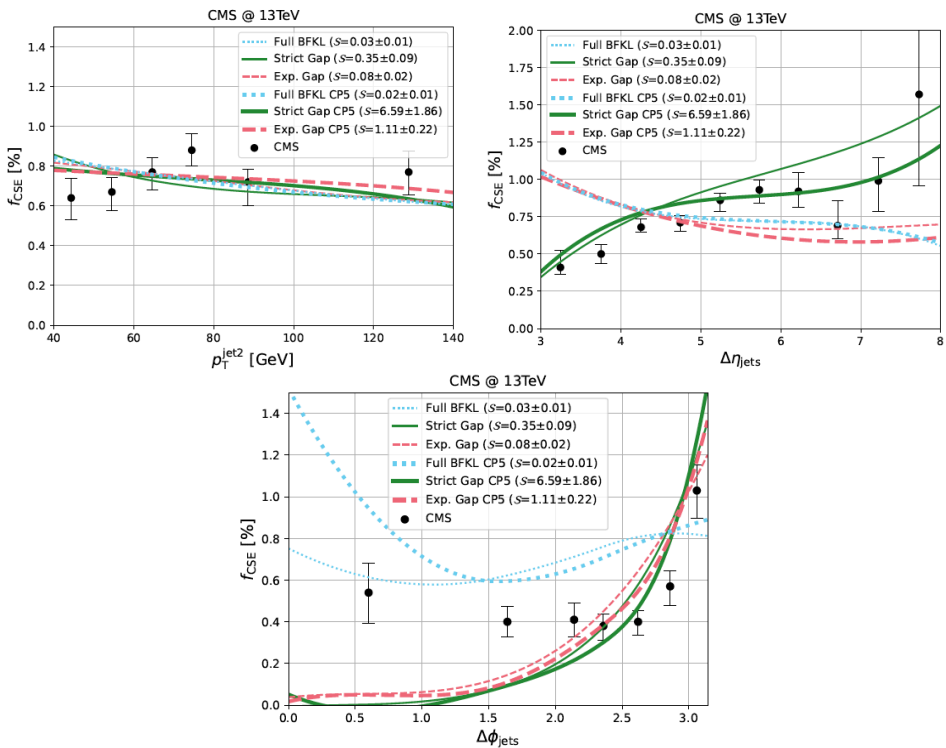 CMS @ 13TeV
1.4
1.2
1.0
0.8
0.6
0.4
0.2
0.0
f_CSE [%]
Full BFKL (𝒮=0.03±0.01)
Strict Gap (𝒮=0.35±0.09)
Exp. Gap (𝒮=0.08±0.02)
Full BFKL CP5 (𝒮=0.02±0.01)
Strict Gap CP5 (𝒮=6.59±1.86)
Exp. Gap CP5 (𝒮=1.11±0.22)
CMS
40 60 80 100 120 140
p_T^jet2 [GeV]
CMS @ 13TeV
2.00
1.75
1.50
1.25
1.00
0.75
0.50
0.25
0.00
f_CSE [%]
Full BFKL (𝒮=0.03±0.01)
Strict Gap (𝒮=0.35±0.09)
Exp. Gap (𝒮=0.08±0.02)
Full BFKL CP5 (𝒮=0.02±0.01)
Strict Gap CP5 (𝒮=6.59±1.86)
Exp. Gap CP5 (𝒮=1.11±0.22)
CMS
3 4 5 6 7 8
Δη_jets
CMS @ 13TeV
1.4
1.2
1.0
0.8
0.6
0.4
0.2
0.0
f_CSE [%]
Full BFKL (𝒮=0.03±0.01)
Strict Gap (𝒮=0.35±0.09)
Exp. Gap (𝒮=0.08±0.02)
Full BFKL CP5 (𝒮=0.02±0.01)
Strict Gap CP5 (𝒮=6.59±1.86)
Exp. Gap CP5 (𝒮=1.11±0.22)
CMS
0.0 0.5 1.0 1.5 2.0 2.5 3.0
Δϕ_jets